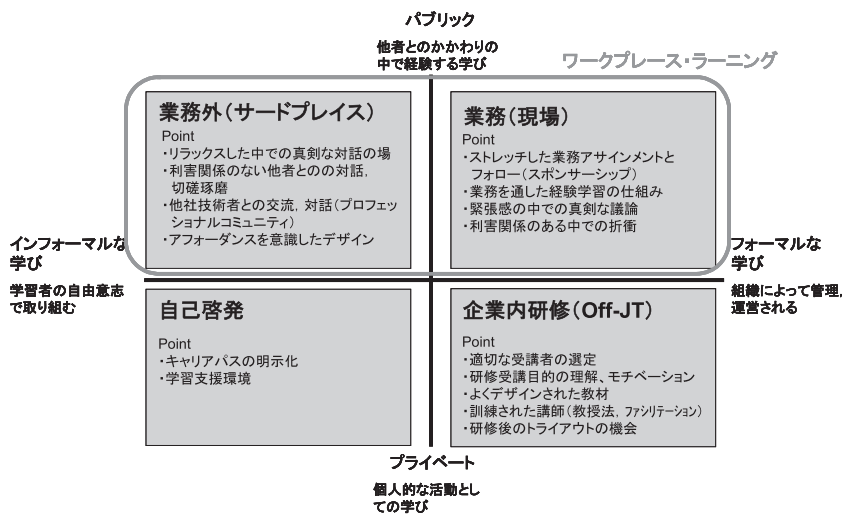 パブリック
他者とのかかわりの
中で経験する学び
ワークプレース・ラーニング
業務外(サードプレイス)
Point
・リラックスした中での真剣な対話の場
・利害関係のない他者とのの対話,
切磋琢磨
・他社技術者との交流, 対話(プロフェッ
ショナルコミュニティ)
・アフォーダンスを意識したデザイン
業務(現場)
Point
・ストレッチした業務アサインメントと
フォロー(スポンサーシップ)
・業務を通した経験学習の仕組み
・緊張感の中での真剣な議論
・利害関係のある中での折衝
インフォーマルな
学び
学習者の自由意志
で取り組む
フォーマルな
学び
組織によって管理,
運営される
自己啓発
Point
・キャリアパスの明示化
・学習支援環境
企業内研修(Off-JT)
Point
・適切な受講者の選定
・研修受講目的の理解、モチベーション
・よくデザインされた教材
・訓練された講師(教授法, ファシリテーション)
・研修後のトライアウトの機会
プライベート
個人的な活動とし
ての学び